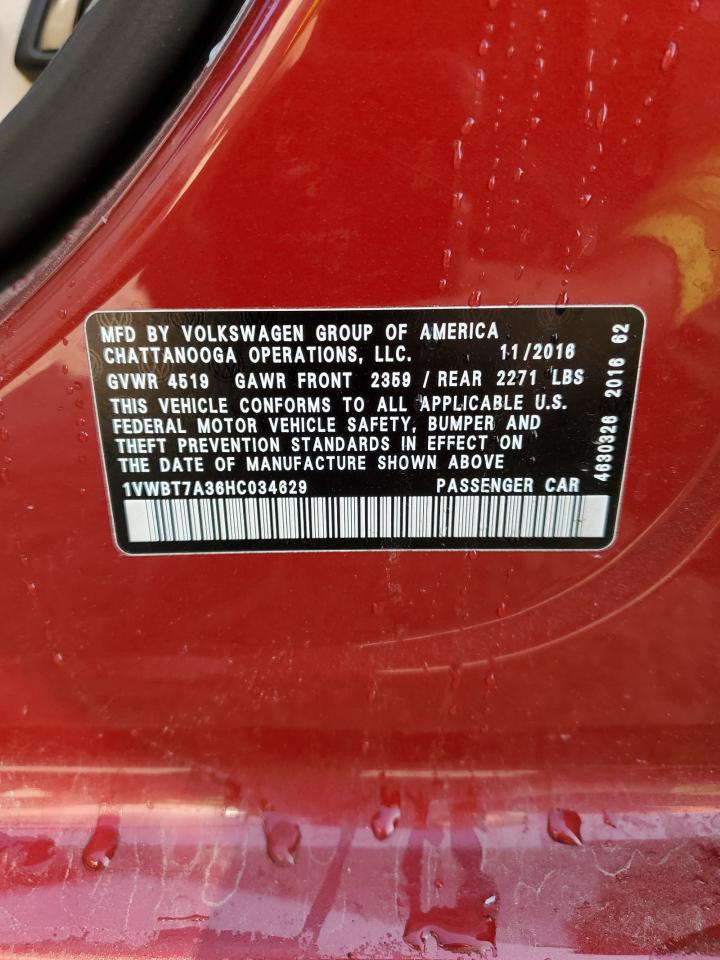 MFD BY VOLKSWAGEN GROUP OF AMERICA
CHATTANOOGA OPERATIONS, LLC. 11/2016
GVWR 4519 GAWR FRONT 2359 / REAR 2271 LBS
THIS VEHICLE CONFORMS TO ALL APPLICABLE U.S.
FEDERAL MOTOR VEHICLE SAFETY, BUMPER AND
THEFT PREVENTION STANDARDS IN EFFECT ON
THE DATE OF MANUFACTURE SHOWN ABOVE
1VWBT7A36HC034629 PASSENGER CAR
4630328 2016 62